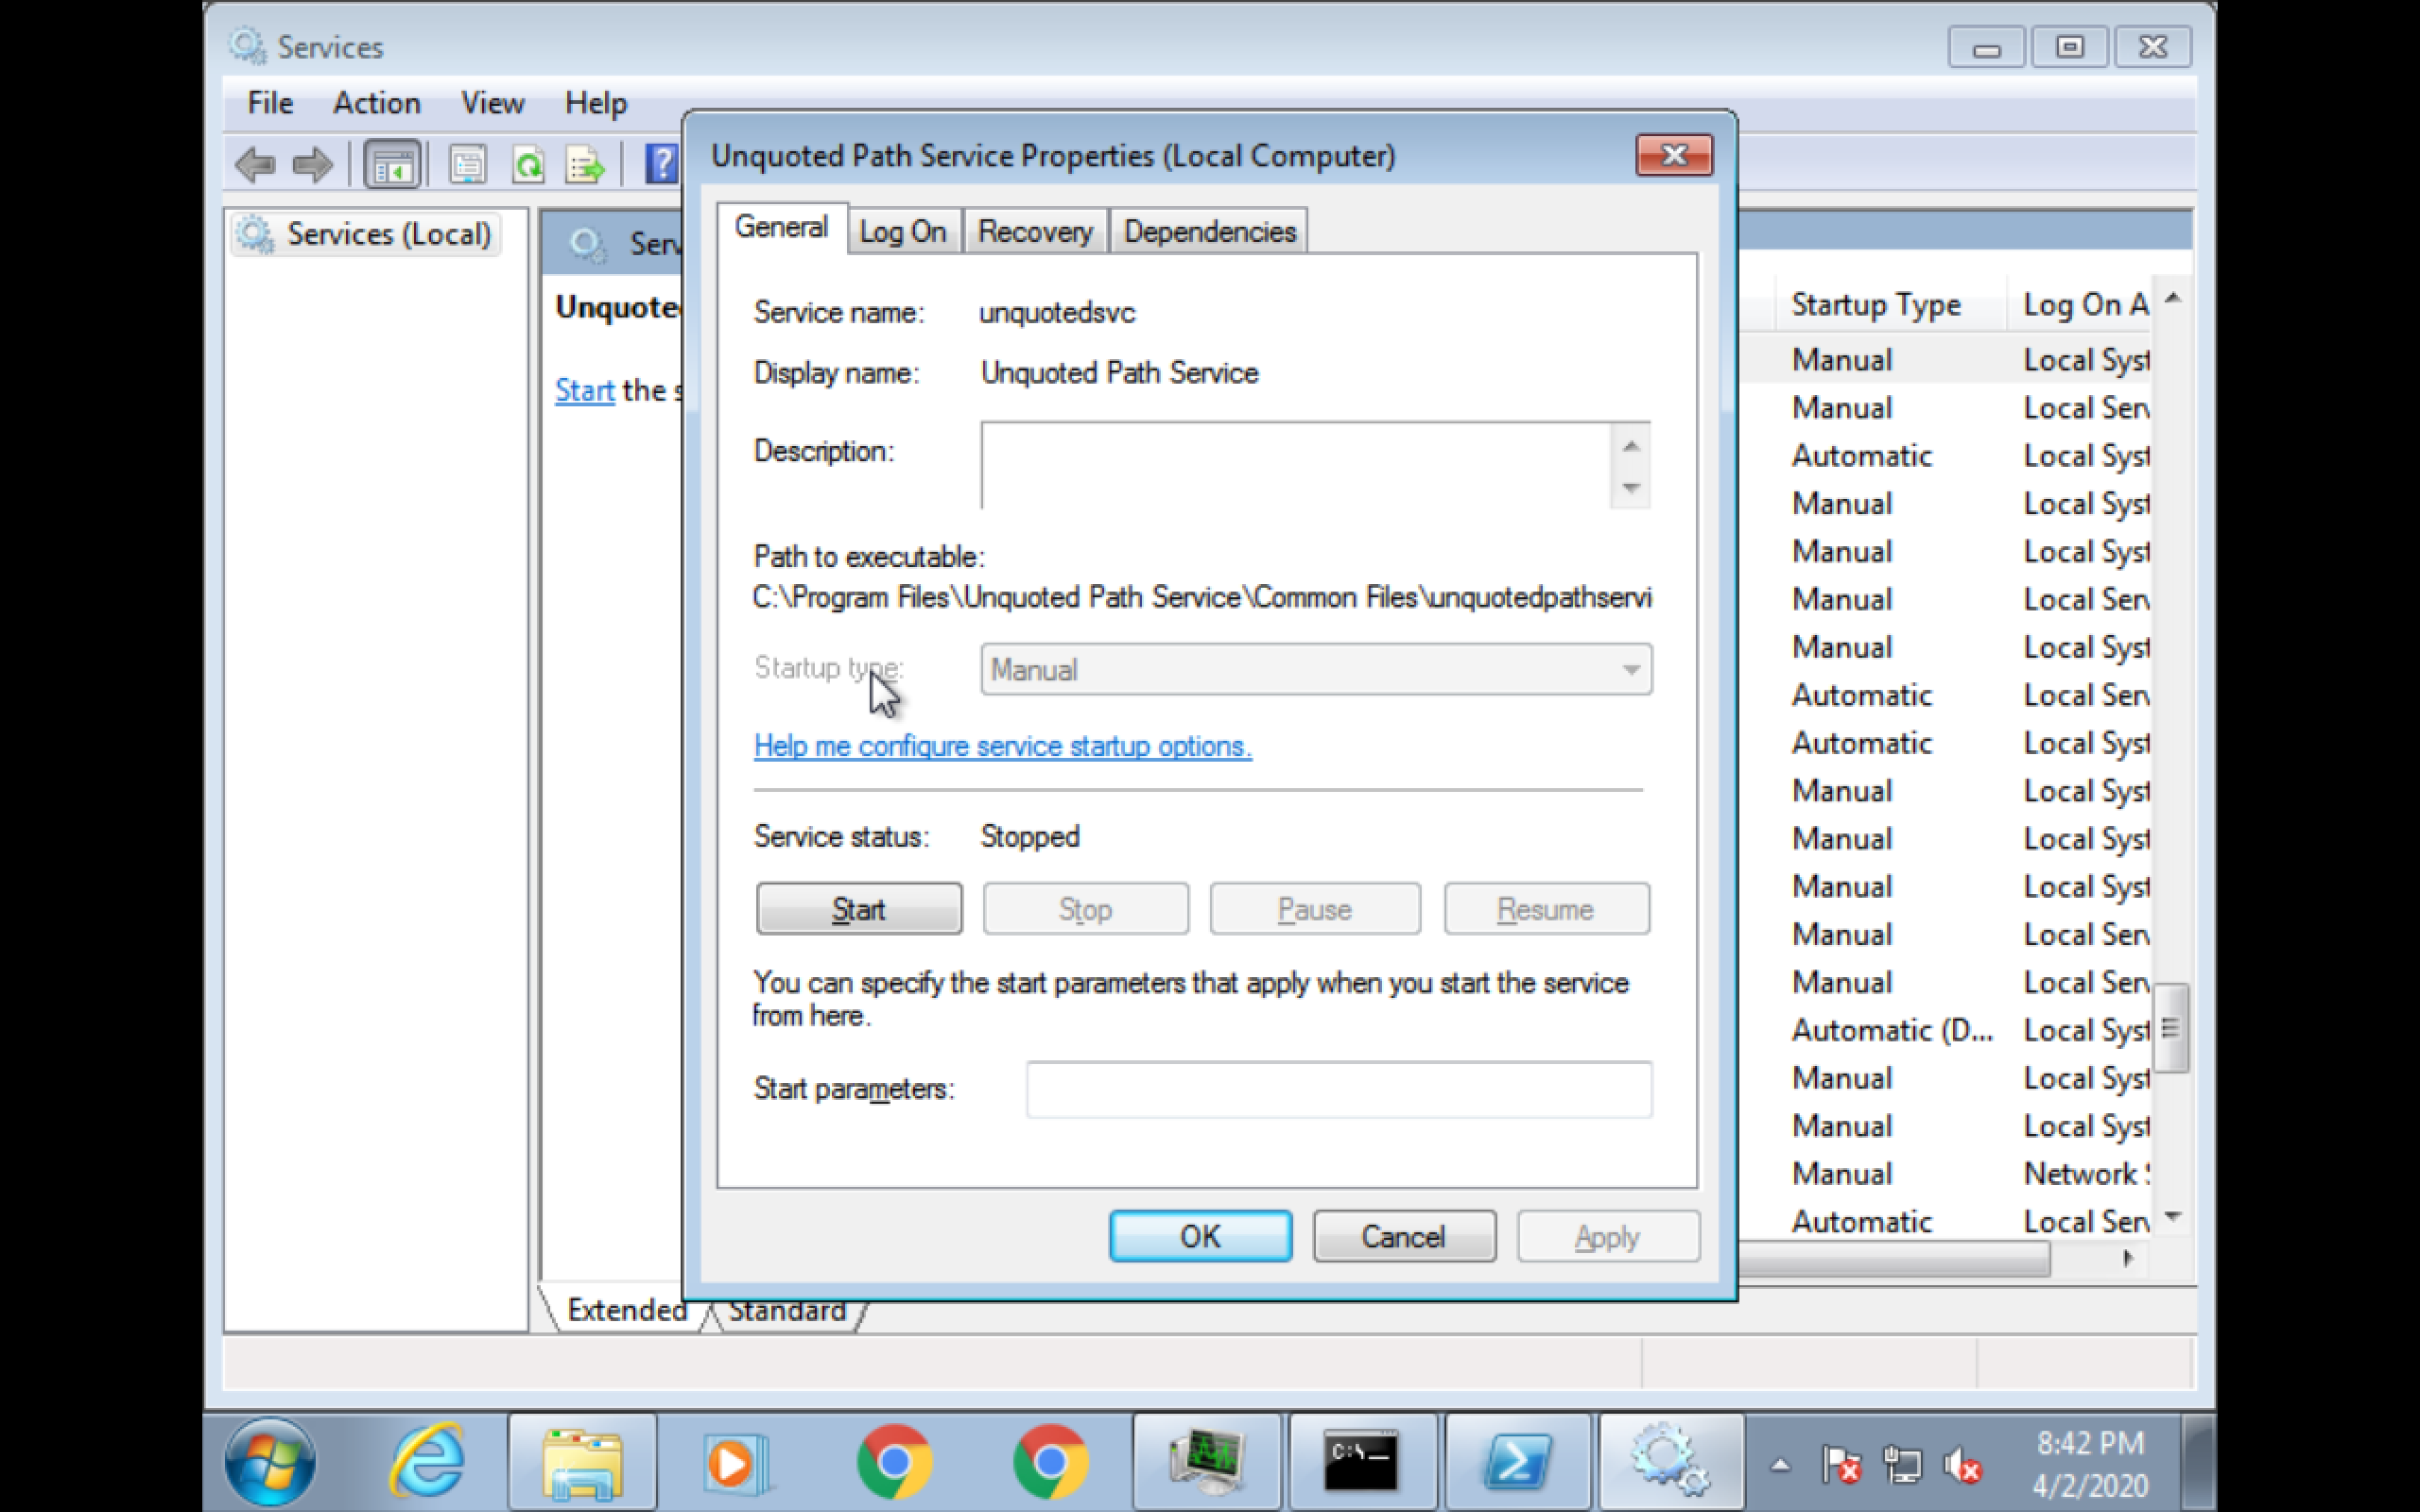 Services
File Action View Help
Services (Local)
Unquoted Path Service Properties (Local Computer)
General Log On Recovery Dependencies
Service name: unquotedsvc
Display name: Unquoted Path Service
Description:
Path to executable:
C:\Program Files\Unquoted Path Service\Common Files\unquotedpathservi
Startup type: Manual
Help me configure service startup options.
Service status: Stopped
Start Stop Pause Resume
You can specify the start parameters that apply when you start the service
from here.
Start parameters:
OK Cancel Apply
Start the
Startup Type Log On A
Manual Local Syst
Manual Local Serv
Automatic Local Syst
Manual Local Syst
Manual Local Syst
Manual Local Serv
Manual Local Syst
Automatic Local Serv
Automatic Local Syst
Manual Local Syst
Manual Local Syst
Manual Local Syst
Manual Local Serv
Manual Local Serv
Automatic (D... Local Syst
Manual Local Syst
Manual Local Syst
Manual Network
Automatic Local Serv
Extended Standard
C:\
8:42 PM
4/2/2020